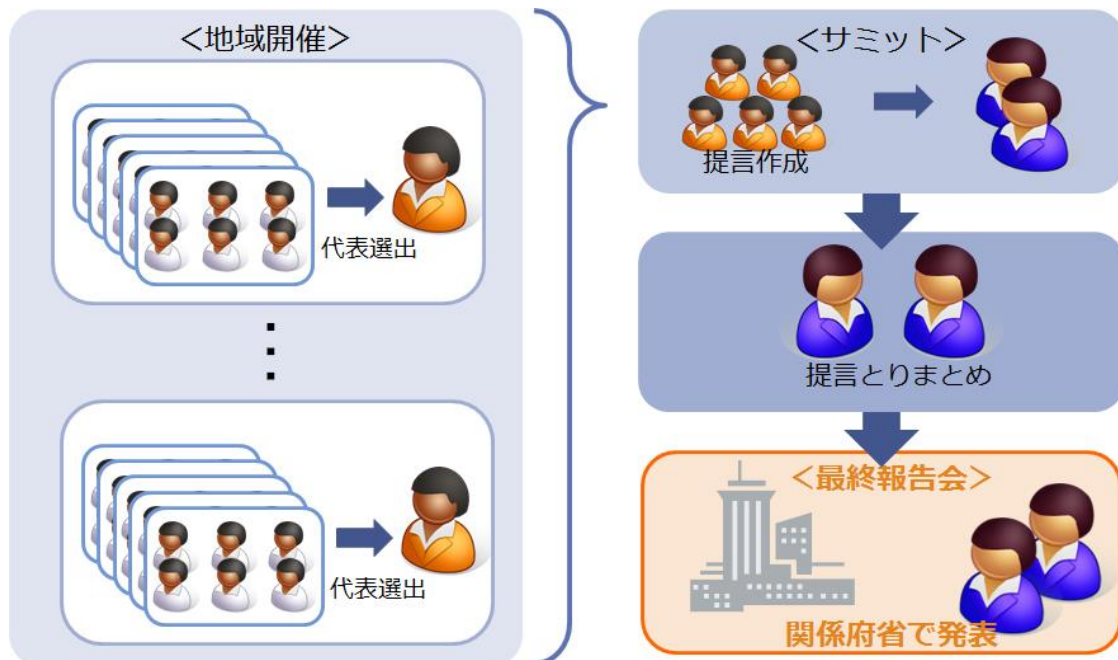 <地域開催>
代表選出
代表選出
<サミット>
提言作成
提言とりまとめ
<最終報告会>
関係府省で発表